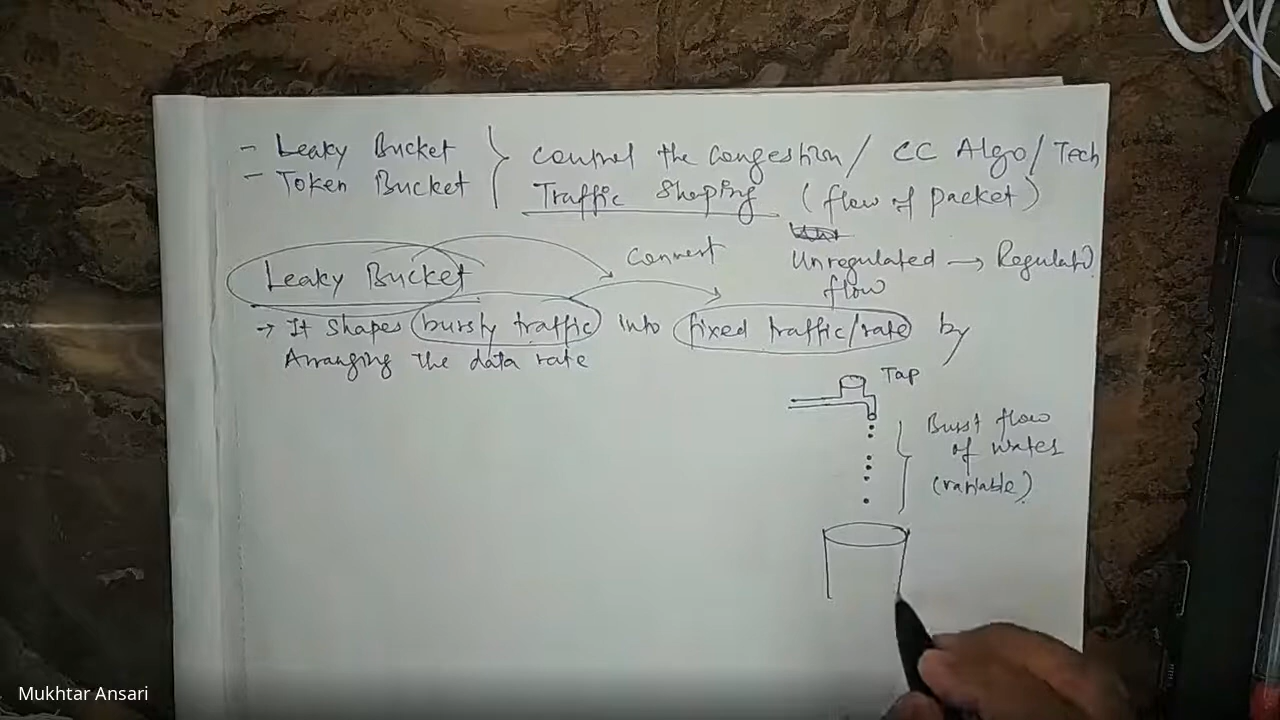 - Leaky Bucket
- Token Bucket
Control the Congestion / CC Algo / Tech
Traffic Shaping (flow of packet)
Leaky Bucket
Convert
Unregulated → Regulated
flow
→ It shapes bursty traffic into fixed traffic/rate by
Arranging the data rate
Tap
Burst flow
of water
(variable)
Mukhtar Ansari